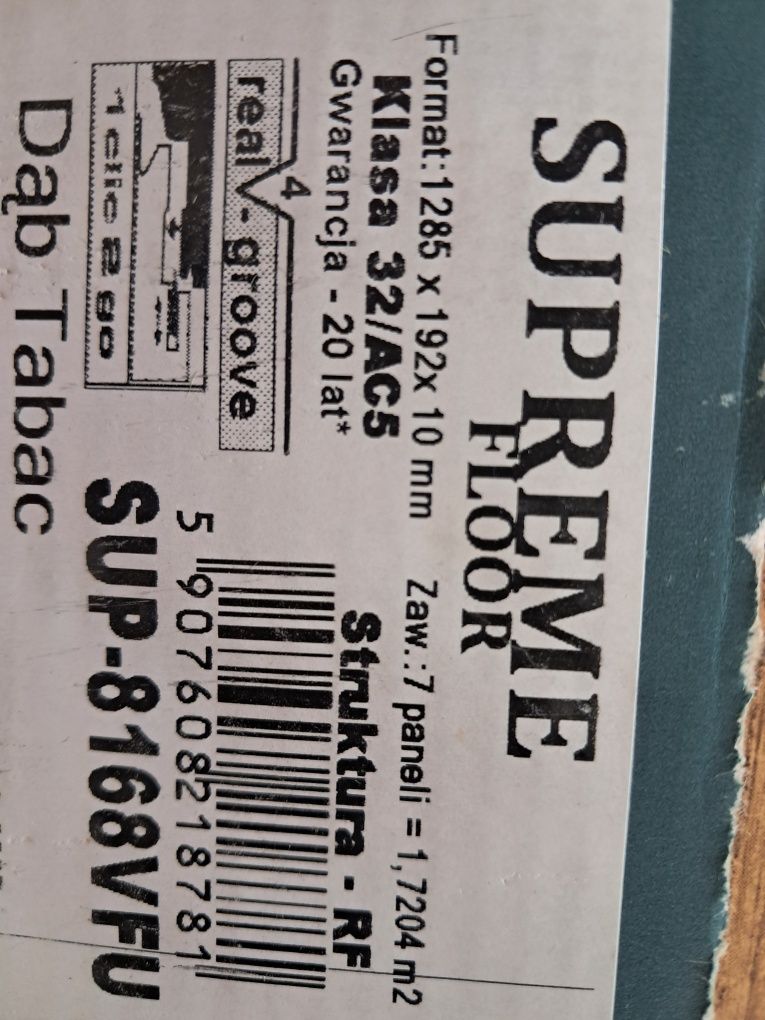 SUPREME
FLOOR
Format:1285 x 192x 10 mm Zaw.:7 paneli = 1,7204 m2
Klasa 32/AC5
Gwarancja - 20 lat*
Struktura - RF
4
real V- groove
1 clic 2 go
5 907608 218781
SUP-8168VFU
Dąb Tabac